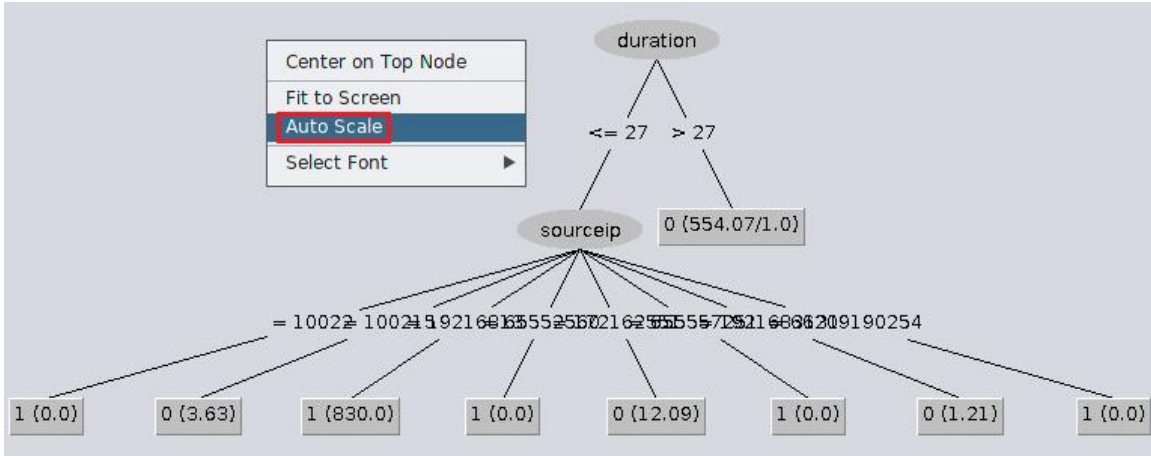 duration
Center on Top Node
Fit to Screen
Auto Scale
Select Font
<= 27 > 27
sourceip
0 (554.07/1.0)
= 10022
1 (0.0) 0 (3.63) 1 (830.0) 1 (0.0) 0 (12.09) 1 (0.0) 0 (1.21) 1 (0.0)